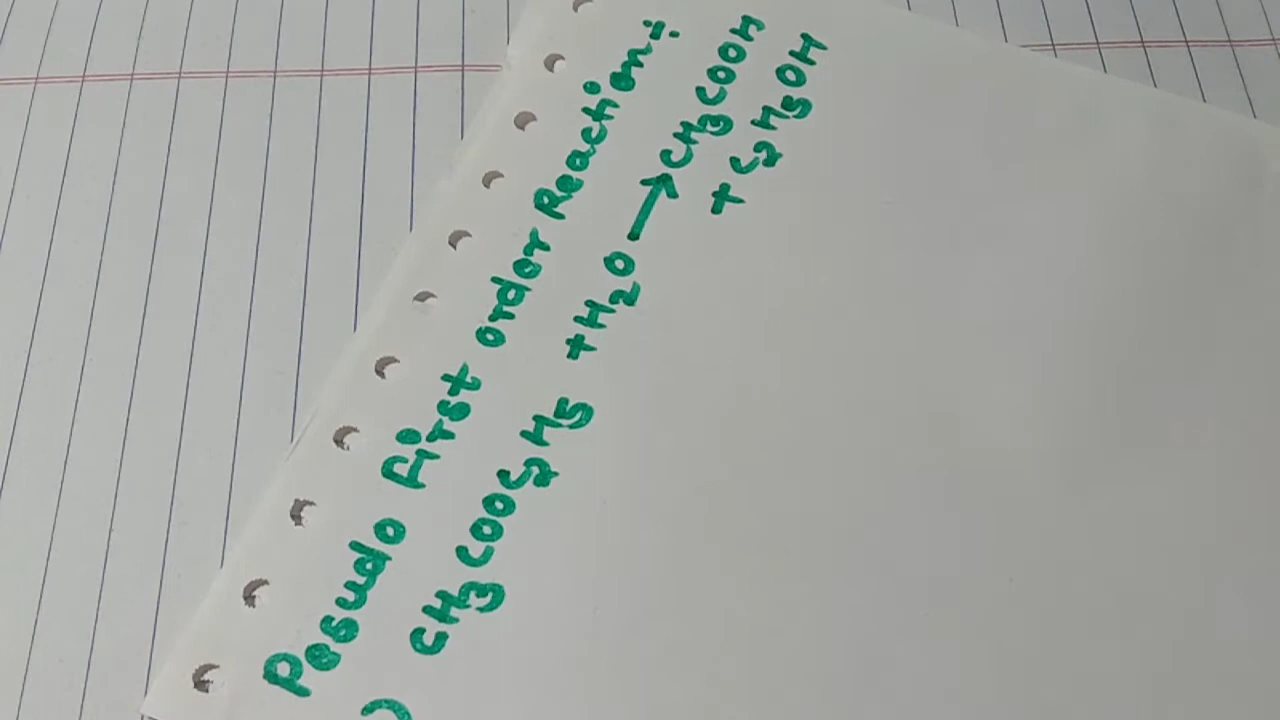 Pesudo first order Reaction:
) CH3COOC2H5 + H2O → CH3COOH
+ C2H5OH